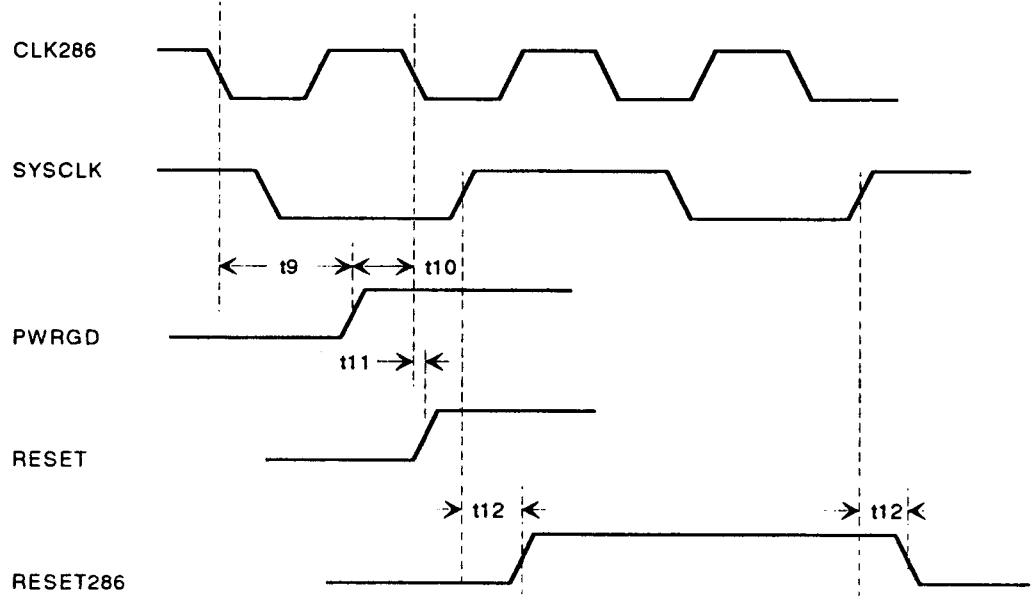 CLK286
SYSCLK
t9
t10
PWRGD
t11
RESET
t12
t12
RESET286